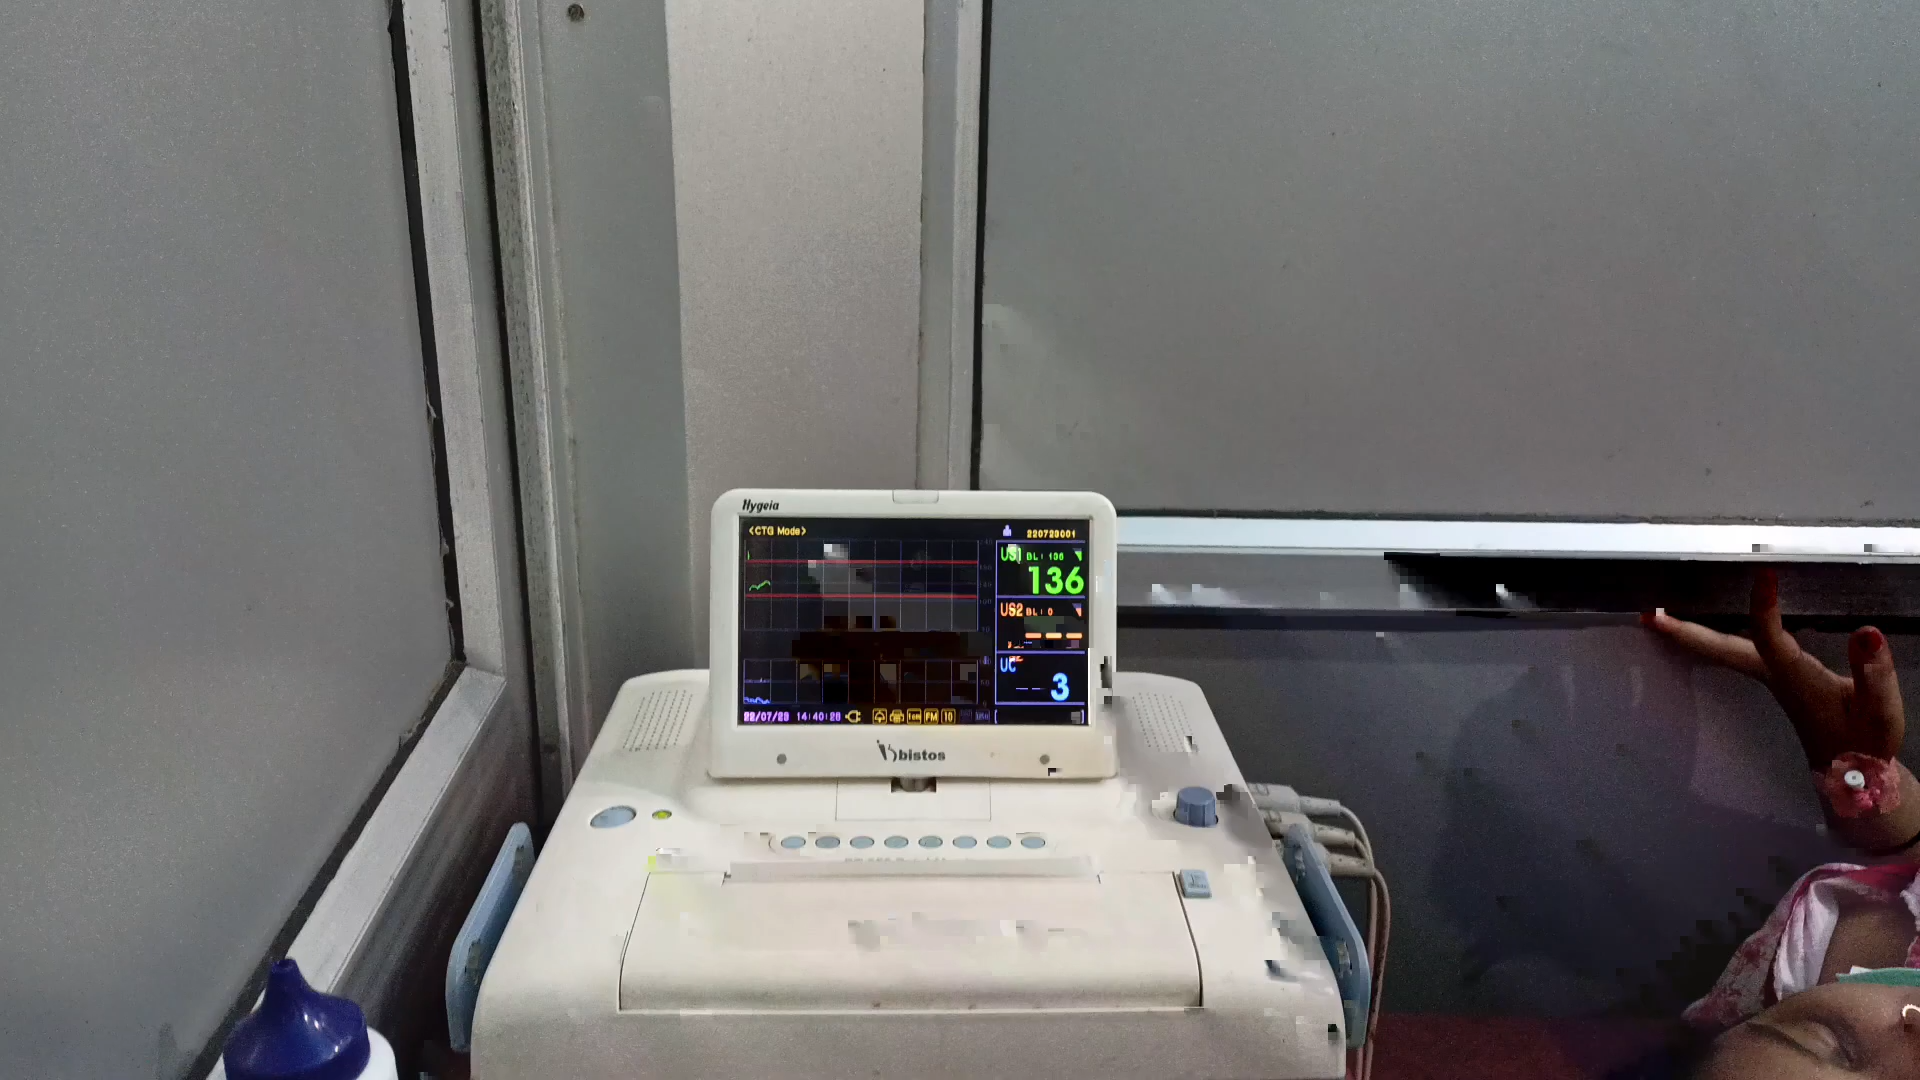 Hygeia
<CTG Mode>
220723001
US1 BL: 136
136
US2 BL: 0
UC
3
22/07/23 14:40:28
FM
10
bistos